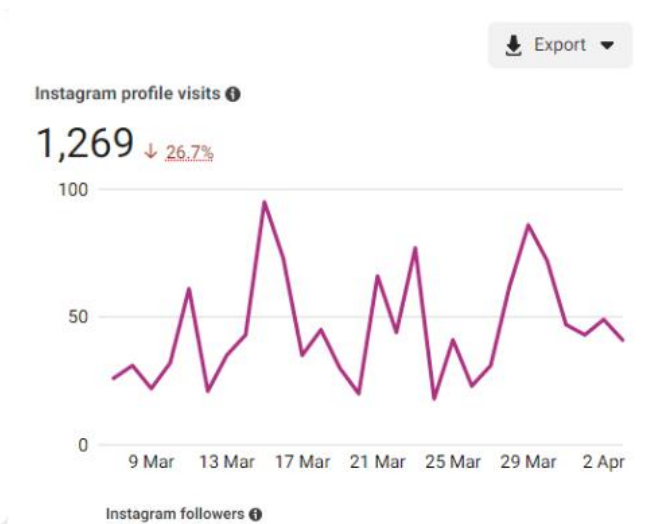 Export
Instagram profile visits
1,269 ↓ 26.7%
100
50
0
9 Mar 13 Mar 17 Mar 21 Mar 25 Mar 29 Mar 2 Apr
Instagram followers